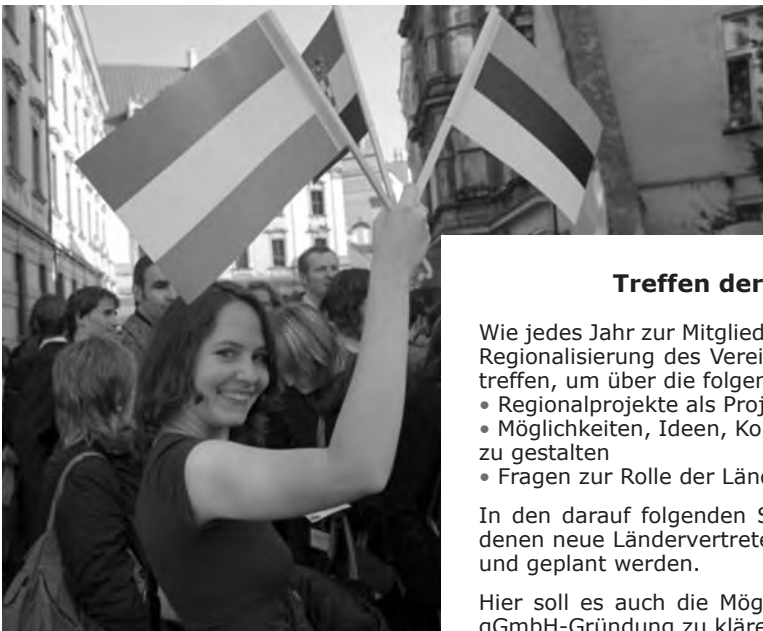 Treffen der
Wie jedes Jahr zur Mitglied
Regionalisierung des Verei
treffen, um über die folgen
• Regionalprojekte als Proj
• Möglichkeiten, Ideen, Ko
zu gestalten
• Fragen zur Rolle der Länd
In den darauf folgenden S
denen neue Ländervertrete
und geplant werden.
Hier soll es auch die Mög
gGmbH-Gründung zu kläre